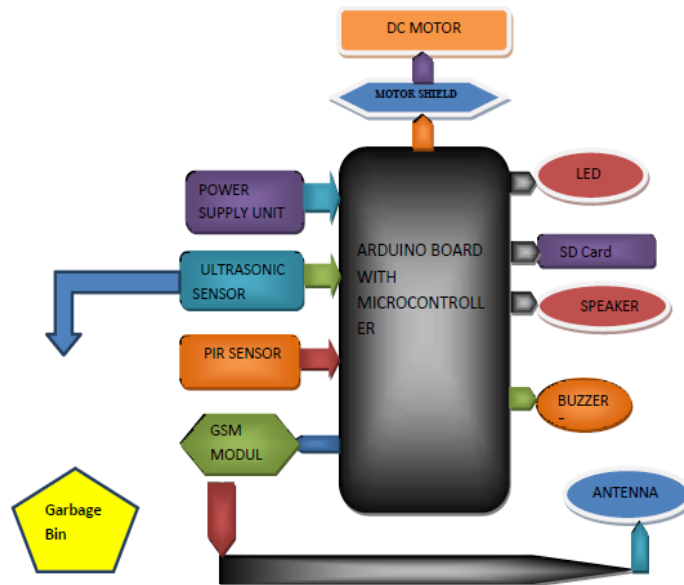 DC MOTOR
MOTOR SHIELD
POWER
SUPPLY UNIT
LED
ARDUINO BOARD
WITH
MICROCONTROLL
ER
SD Card
ULTRASONIC
SENSOR
SPEAKER
PIR SENSOR
BUZZER
GSM
MODUL
ANTENNA
Garbage
Bin